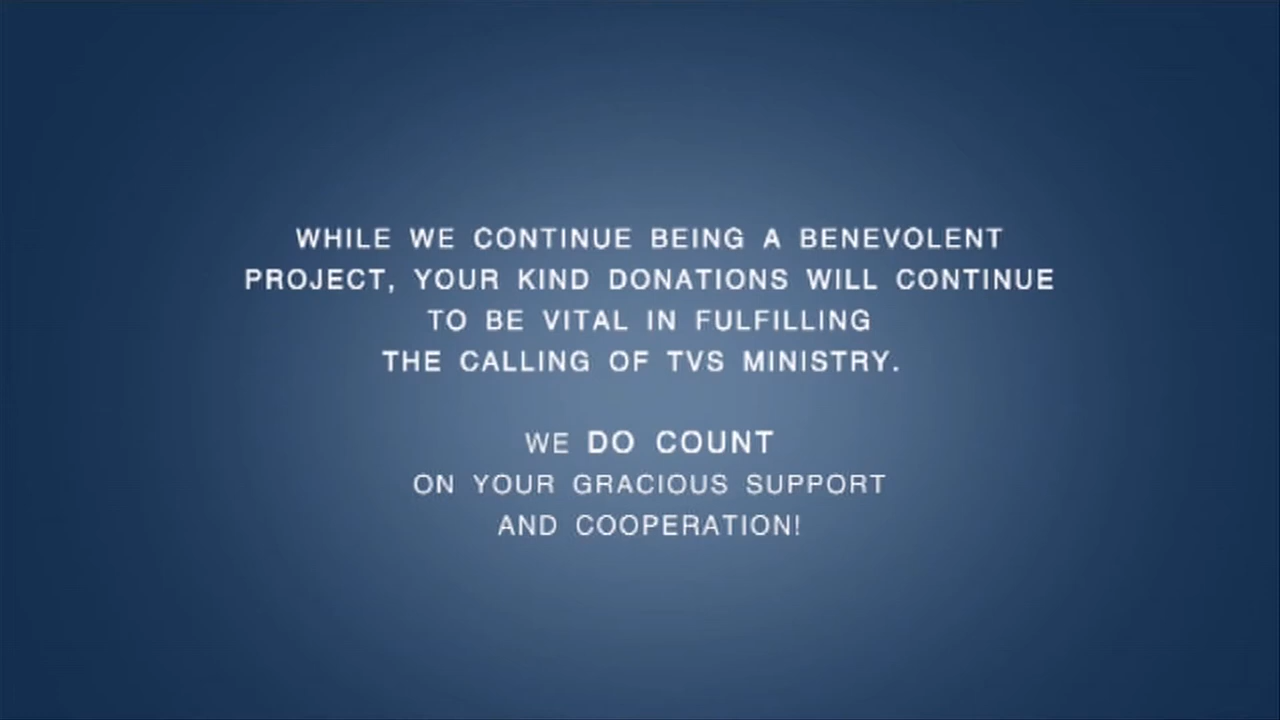 WHILE WE CONTINUE BEING A BENEVOLENT
PROJECT, YOUR KIND DONATIONS WILL CONTINUE
TO BE VITAL IN FULFILLING
THE CALLING OF TVS MINISTRY.
WE DO COUNT
ON YOUR GRACIOUS SUPPORT
AND COOPERATION!